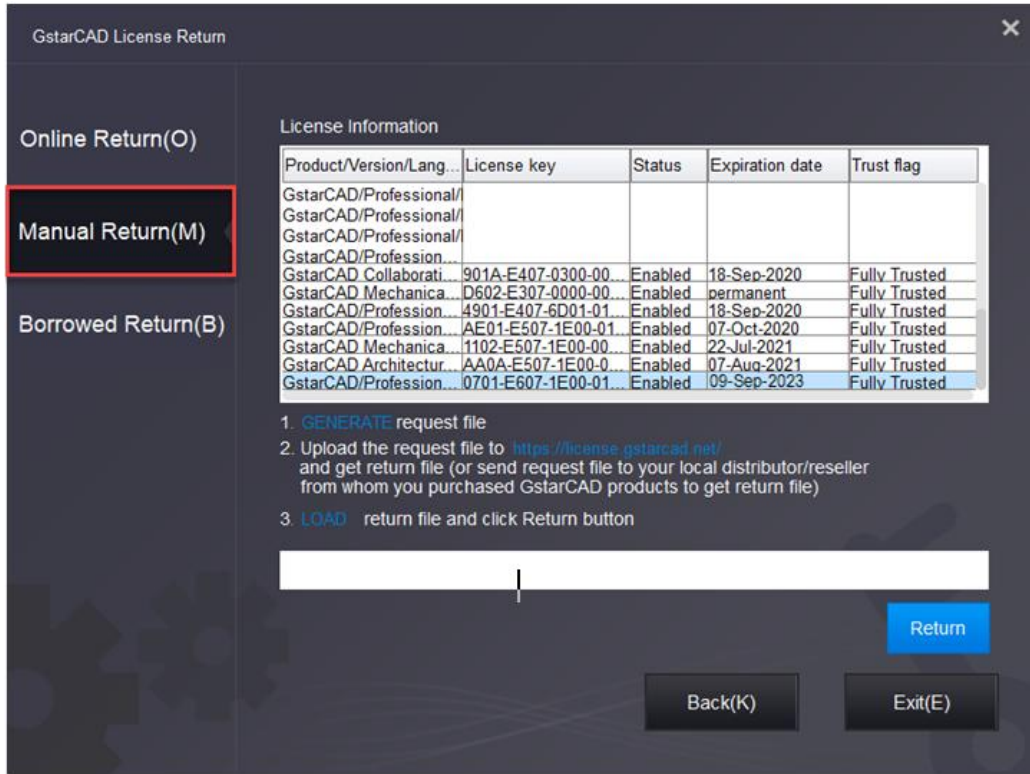 GstarCAD License Return
Online Return(O)
Manual Return(M)
Borrowed Return(B)
License Information
Product/Version/Lang... License key Status Expiration date Trust flag
GstarCAD/Professional/
GstarCAD/Professional/
GstarCAD/Professional/
GstarCAD/Profession...
GstarCAD Collaborati... 901A-E407-0300-00... Enabled 18-Sep-2020 Fully Trusted
GstarCAD Mechanica... D602-E307-0000-00... Enabled permanent Fully Trusted
GstarCAD/Profession... 4901-E407-6D01-01... Enabled 18-Sep-2020 Fully Trusted
GstarCAD/Profession... AE01-E507-1E00-01... Enabled 07-Oct-2020 Fully Trusted
GstarCAD Mechanica... 1102-E507-1E00-00... Enabled 22-Jul-2021 Fully Trusted
GstarCAD Architectur... AA0A-E507-1E00-0... Enabled 07-Aug-2021 Fully Trusted
GstarCAD/Profession... 0701-E607-1E00-01... Enabled 09-Sep-2023 Fully Trusted
1. GENERATE request file
2. Upload the request file to https://license.gstarcad.net/
and get return file (or send request file to your local distributor/reseller
from whom you purchased GstarCAD products to get return file)
3. LOAD return file and click Return button
Return
Back(K)
Exit(E)